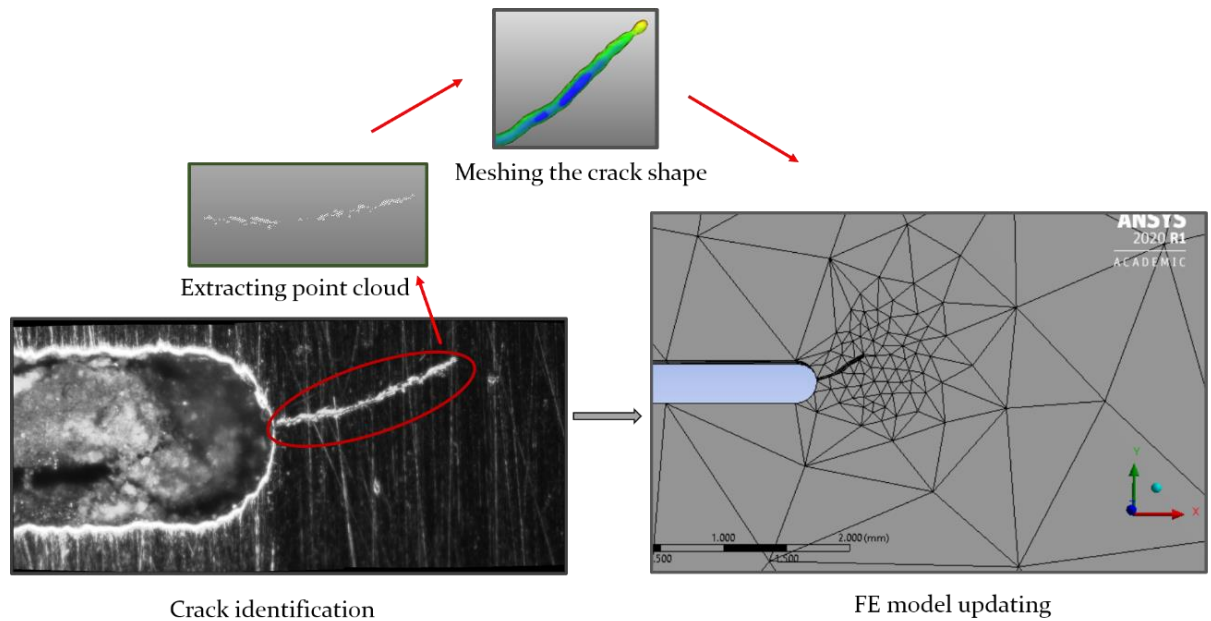 Meshing the crack shape
Extracting point cloud
ANSYS
2020 R1
ACADEMIC
Y
X
1.000
2.000 (mm)
.500
1.500
Crack identification
FE model updating